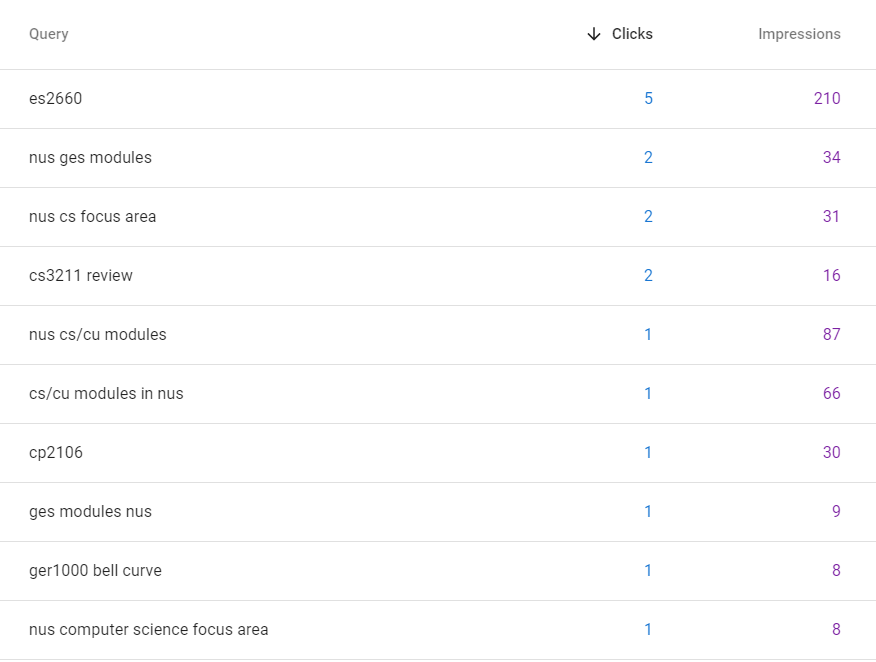 Query Clicks Impressions
es2660 5 210
nus ges modules 2 34
nus cs focus area 2 31
cs3211 review 2 16
nus cs/cu modules 1 87
cs/cu modules in nus 1 66
cp2106 1 30
ges modules nus 1 9
ger1000 bell curve 1 8
nus computer science focus area 1 8